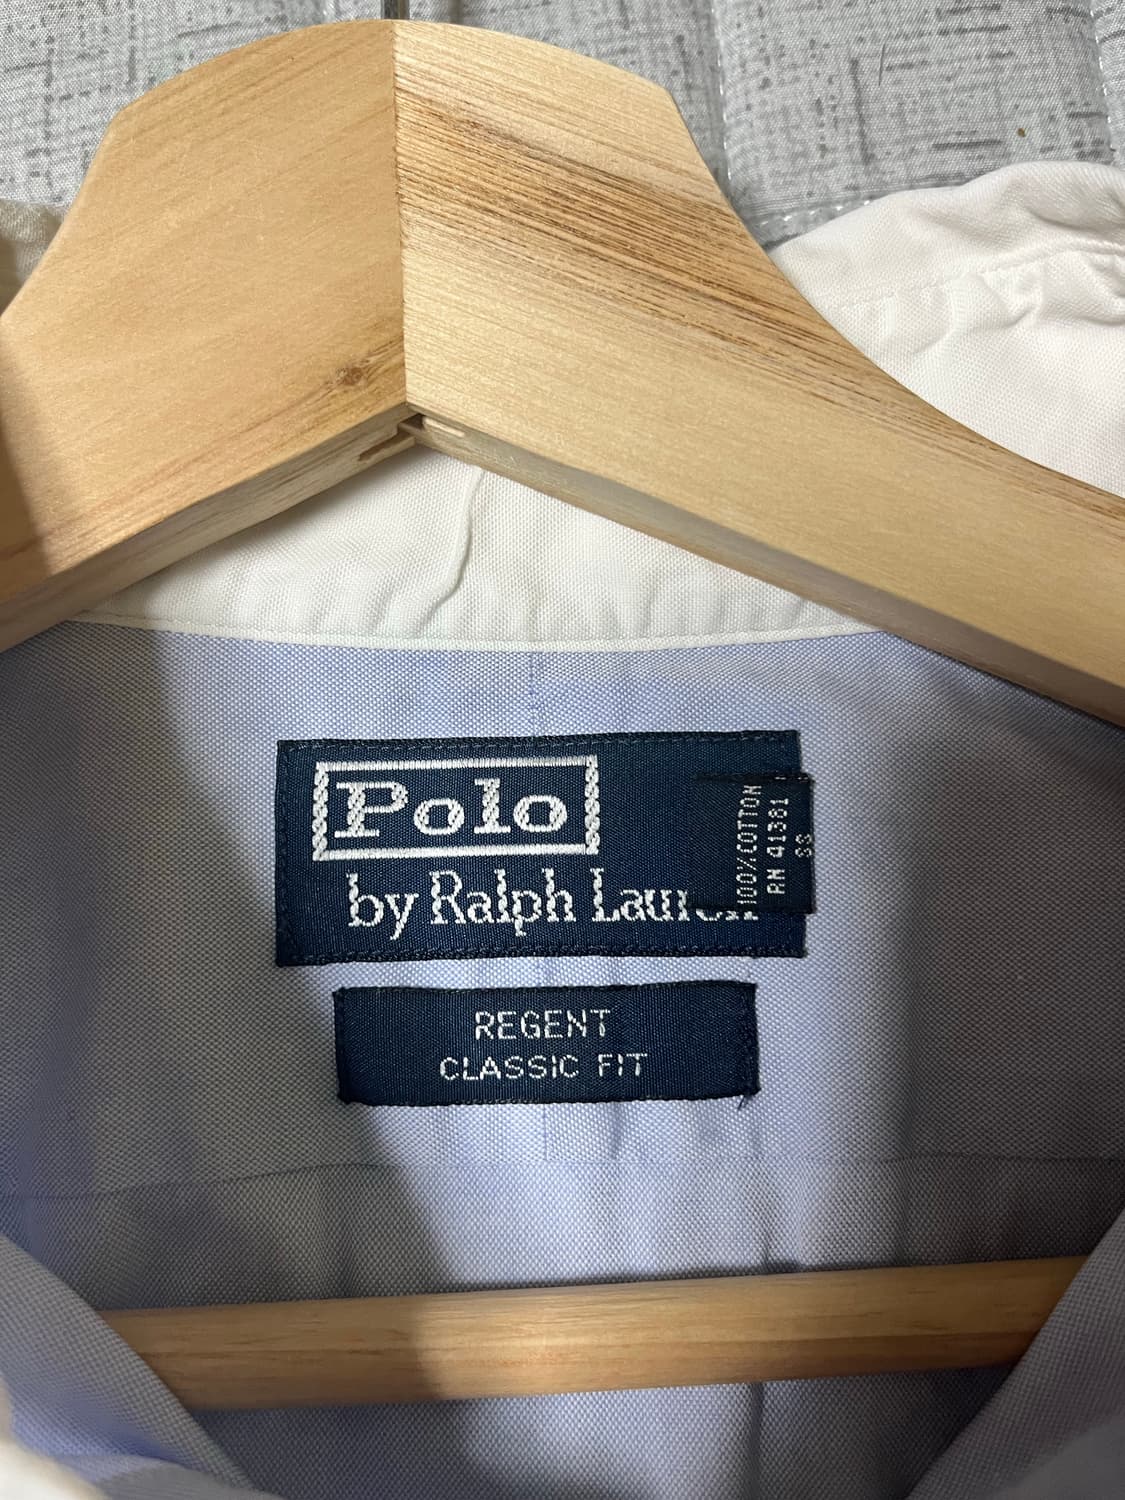 Polo
by Ralph Lauren
100% COTTON
RN 41381
SS
REGENT
CLASSIC FIT